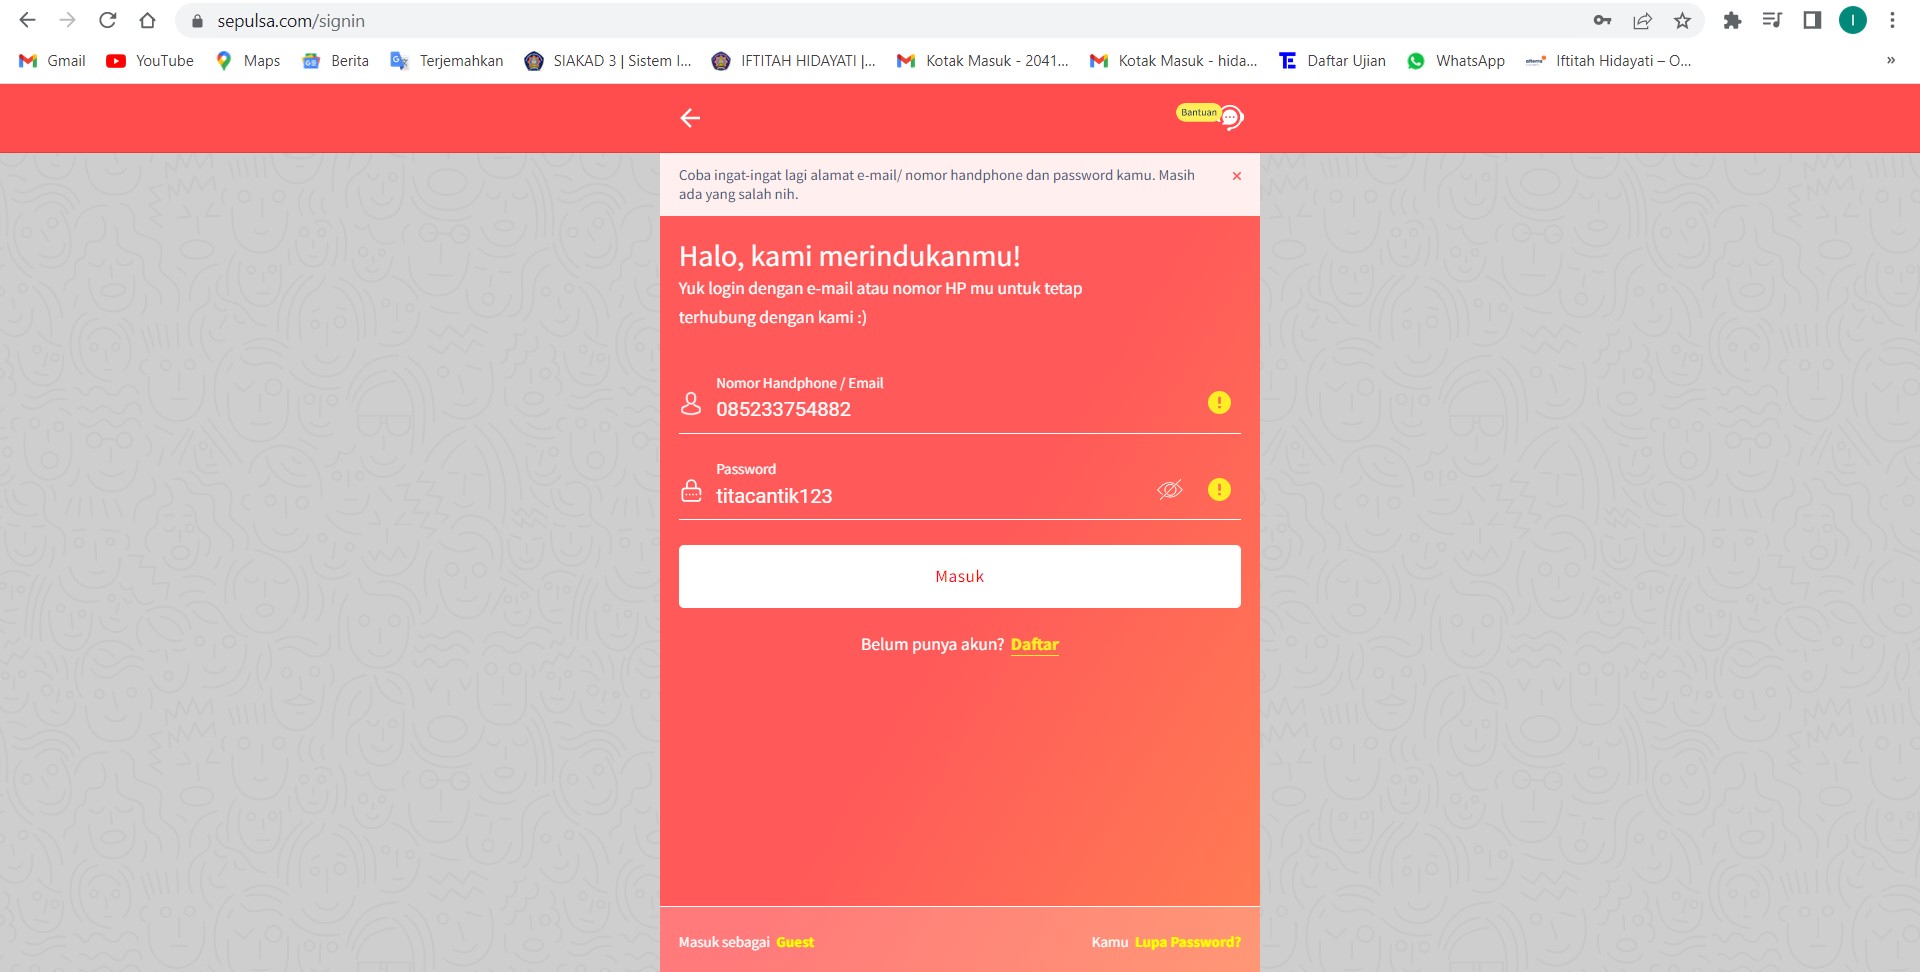 sepulsa.com/signin
Gmail
YouTube
Maps
Berita
Terjemahkan
SIAKAD 3 | Sistem I...
IFTITAH HIDAYATI |...
Kotak Masuk - 2041...
Kotak Masuk - hida...
Daftar Ujian
WhatsApp
Iftitah Hidayati – O...
»
I
Bantuan
Coba ingat-ingat lagi alamat e-mail/ nomor handphone dan password kamu. Masih
ada yang salah nih.
Halo, kami merindukanmu!
Yuk login dengan e-mail atau nomor HP mu untuk tetap
terhubung dengan kami :)
Nomor Handphone / Email
085233754882
Password
titacantik123
Masuk
Belum punya akun? Daftar
Masuk sebagai Guest
Kamu Lupa Password?